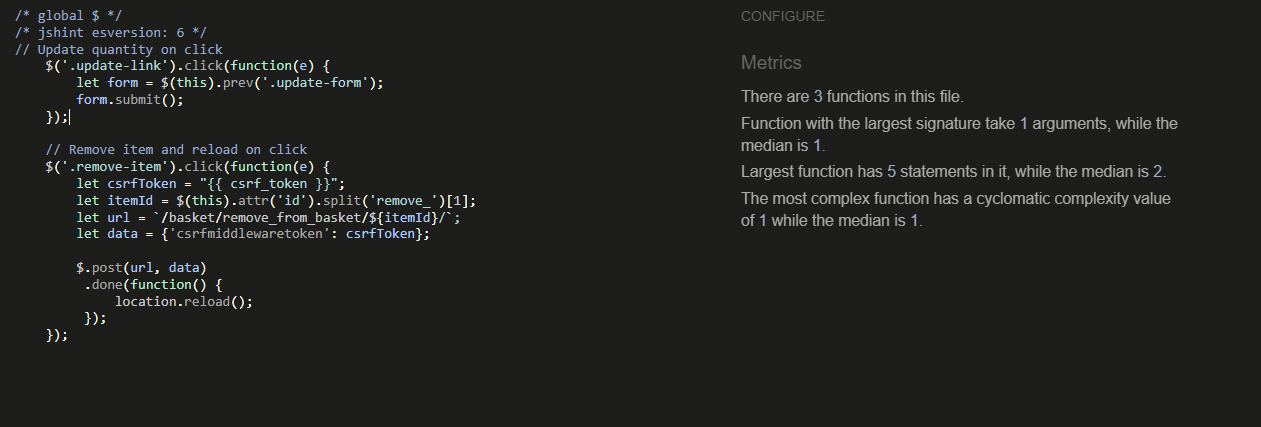 /* global $ */
/* jshint esversion: 6 */
// Update quantity on click
    $('.update-link').click(function(e) {
        let form = $(this).prev('.update-form');
        form.submit();
    });

    // Remove item and reload on click
    $('.remove-item').click(function(e) {
        let csrfToken = "{{ csrf_token }}";
        let itemId = $(this).attr('id').split('remove_')[1];
        let url = `/basket/remove_from_basket/${itemId}/`;
        let data = {'csrfmiddlewaretoken': csrfToken};

        $.post(url, data)
         .done(function() {
             location.reload();
         });
    });
CONFIGURE
Metrics
There are 3 functions in this file.
Function with the largest signature take 1 arguments, while the
median is 1.
Largest function has 5 statements in it, while the median is 2.
The most complex function has a cyclomatic complexity value
of 1 while the median is 1.